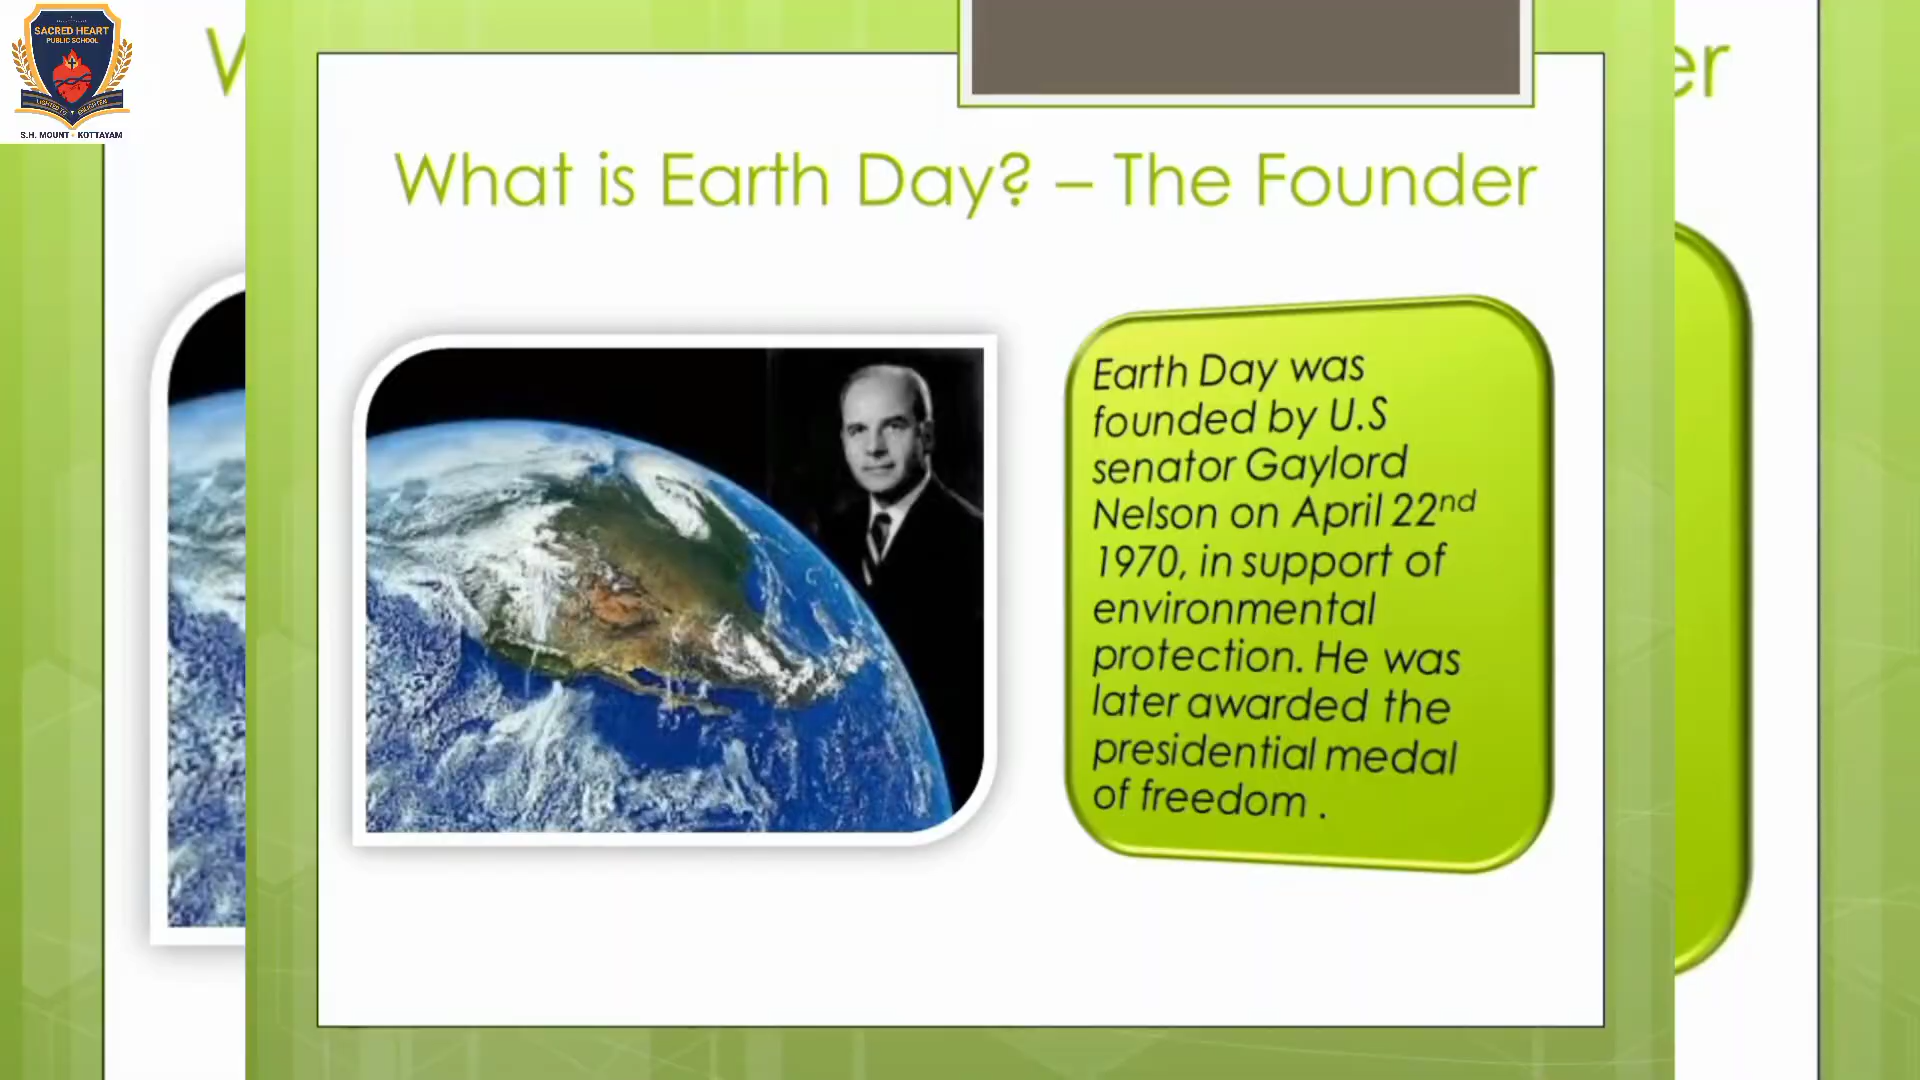 SACRED HEART
PUBLIC SCHOOL
S.H. MOUNT - KOTTAYAM
er
What is Earth Day? – The Founder
Earth Day was
founded by U.S
senator Gaylord
Nelson on April 22nd
1970, in support of
environmental
protection. He was
later awarded the
presidential medal
of freedom .